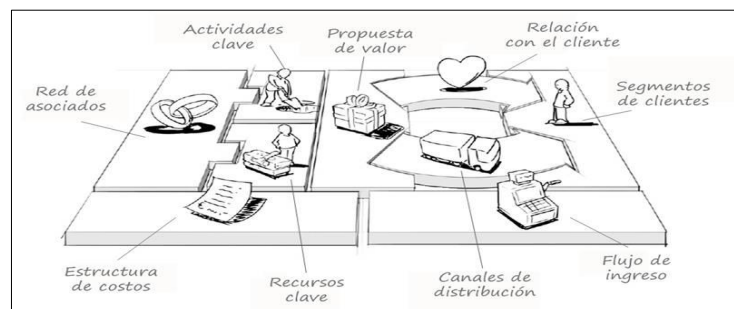 Actividades
clave
Propuesta
de valor
Relación
con el cliente
Red de
asociados
Segmentos
de clientes
Estructura
de costos
Recursos
clave
Canales de
distribución
Flujo de
ingreso